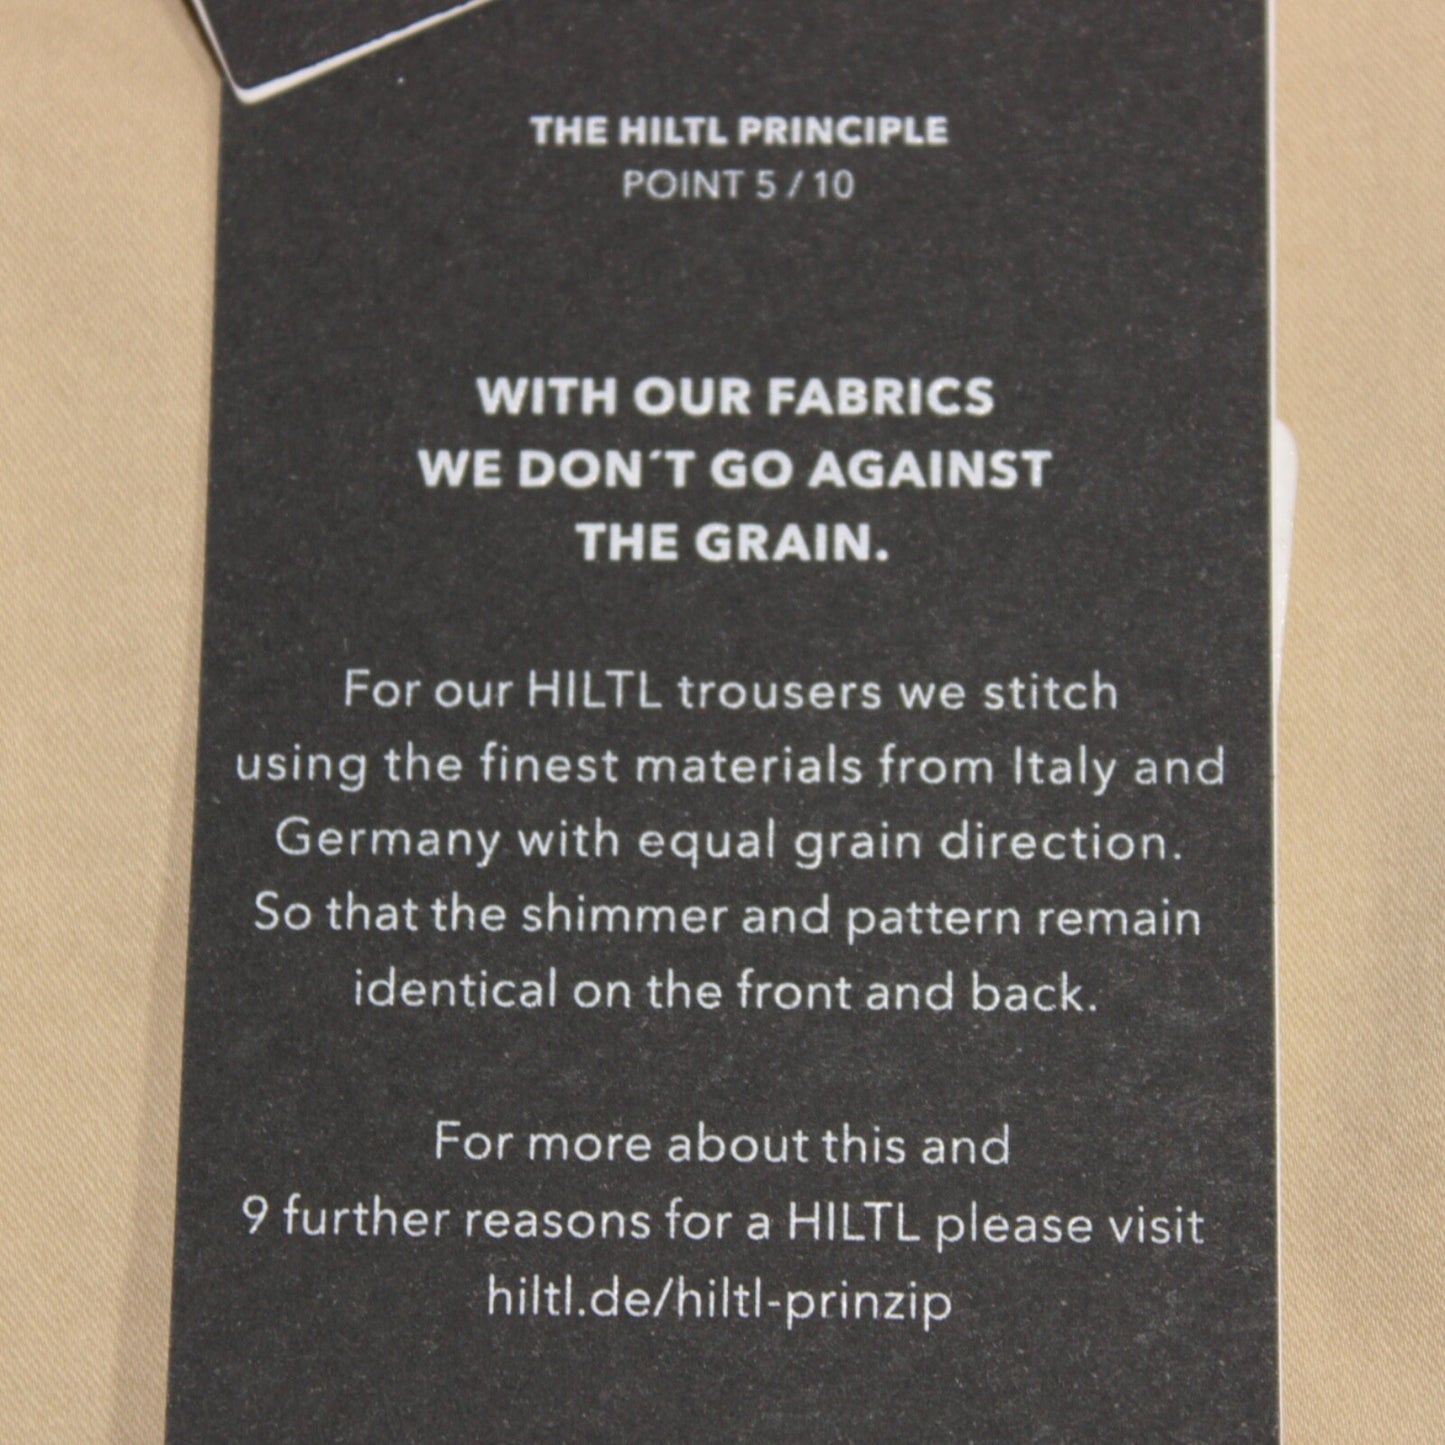 THE HILTL PRINCIPLE
POINT 5 / 10
WITH OUR FABRICS
WE DON´T GO AGAINST
THE GRAIN.
For our HILTL trousers we stitch
using the finest materials from Italy and
Germany with equal grain direction.
So that the shimmer and pattern remain
identical on the front and back.
For more about this and
9 further reasons for a HILTL please visit
hiltl.de/hiltl-prinzip